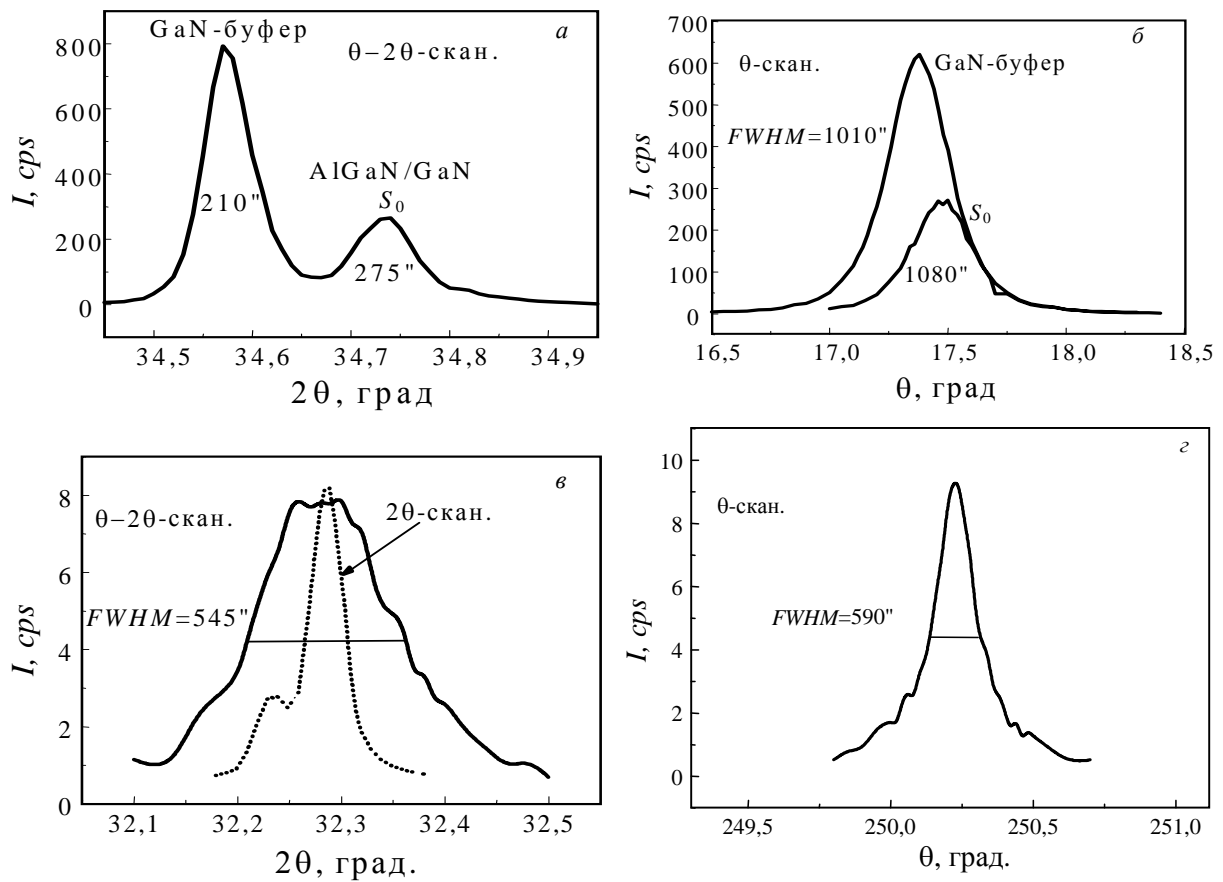 а
GaN-буфер
θ–2θ-скан.
AlGaN/GaN
S₀
210"
275"
I, cps
800
600
400
200
0
34,5 34,6 34,7 34,8 34,9
2θ, град
б
θ-скан.
GaN-буфер
FWHM=1010"
S₀
1080"
I, cps
700
600
500
400
300
200
100
0
16,5 17,0 17,5 18,0 18,5
θ, град
в
θ–2θ-скан.
2θ-скан.
FWHM=545"
I, cps
8
6
4
2
0
32,1 32,2 32,3 32,4 32,5
2θ, град.
г
θ-скан.
FWHM=590"
I, cps
10
8
6
4
2
0
249,5 250,0 250,5 251,0
θ, град.